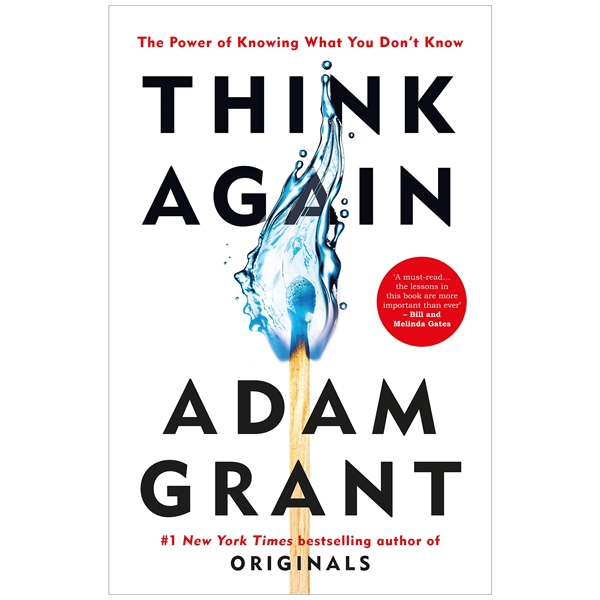 The Power of Knowing What You Don't Know
THINK
AGAIN
'A must-read...
the lessons in
this book are more
important than ever'
– Bill and
Melinda Gates
ADAM
GRANT
#1 New York Times bestselling author of
ORIGINALS